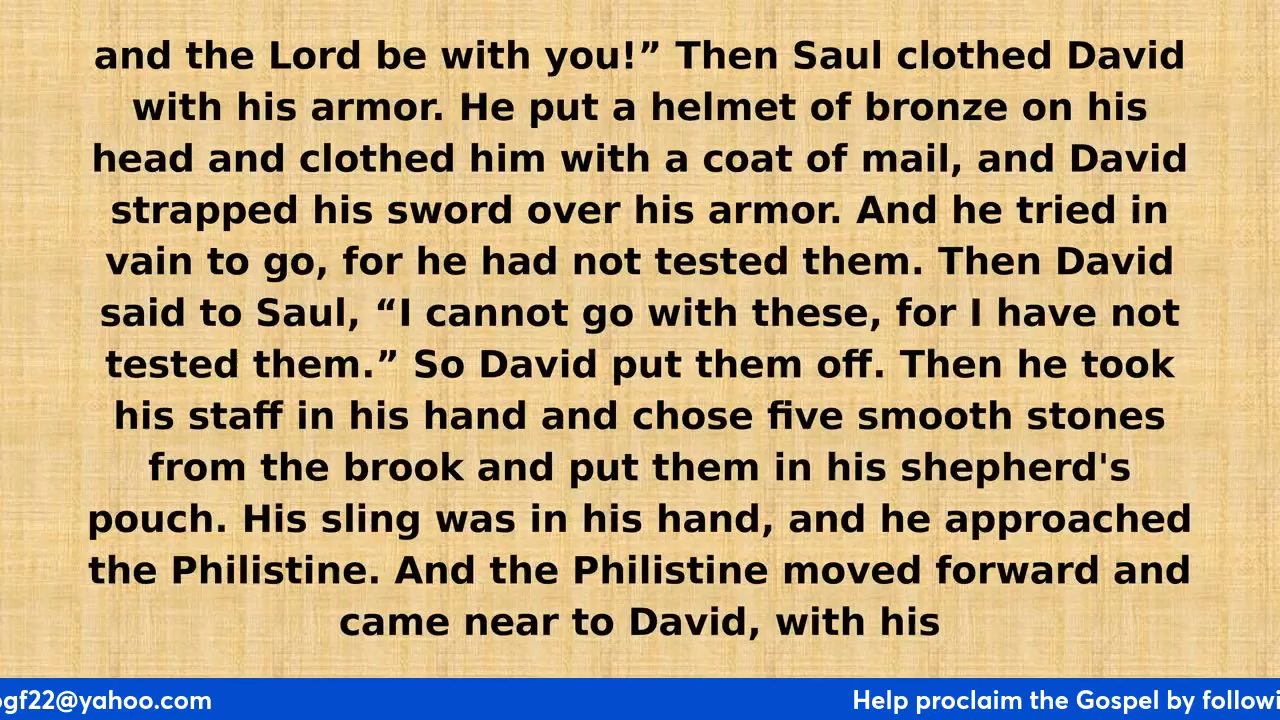 and the Lord be with you!” Then Saul clothed David
with his armor. He put a helmet of bronze on his
head and clothed him with a coat of mail, and David
strapped his sword over his armor. And he tried in
vain to go, for he had not tested them. Then David
said to Saul, “I cannot go with these, for I have not
tested them.” So David put them off. Then he took
his staff in his hand and chose five smooth stones
from the brook and put them in his shepherd's
pouch. His sling was in his hand, and he approached
the Philistine. And the Philistine moved forward and
came near to David, with his
gf22@yahoo.com Help proclaim the Gospel by